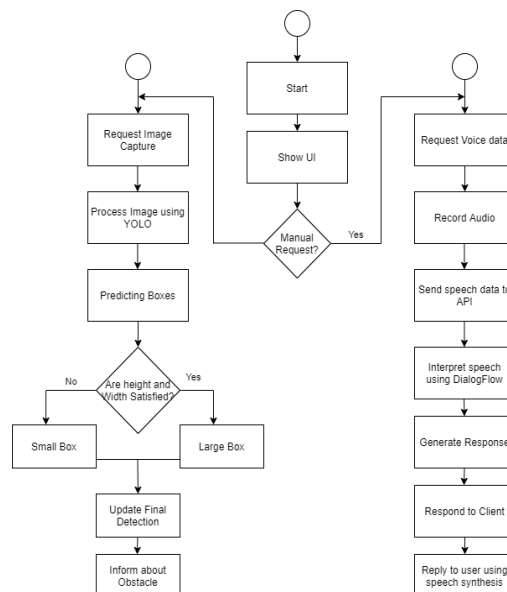 Start
Show UI
Manual
Request?
Yes
Request Image
Capture
Process Image using
YOLO
Predicting Boxes
Are height and
Width Satisfied?
No
Yes
Small Box
Large Box
Update Final
Detection
Inform about
Obstacle
Request Voice data
Record Audio
Send speech data to
API
Interpret speech
using DialogFlow
Generate Response
Respond to Client
Reply to user using
speech synthesis